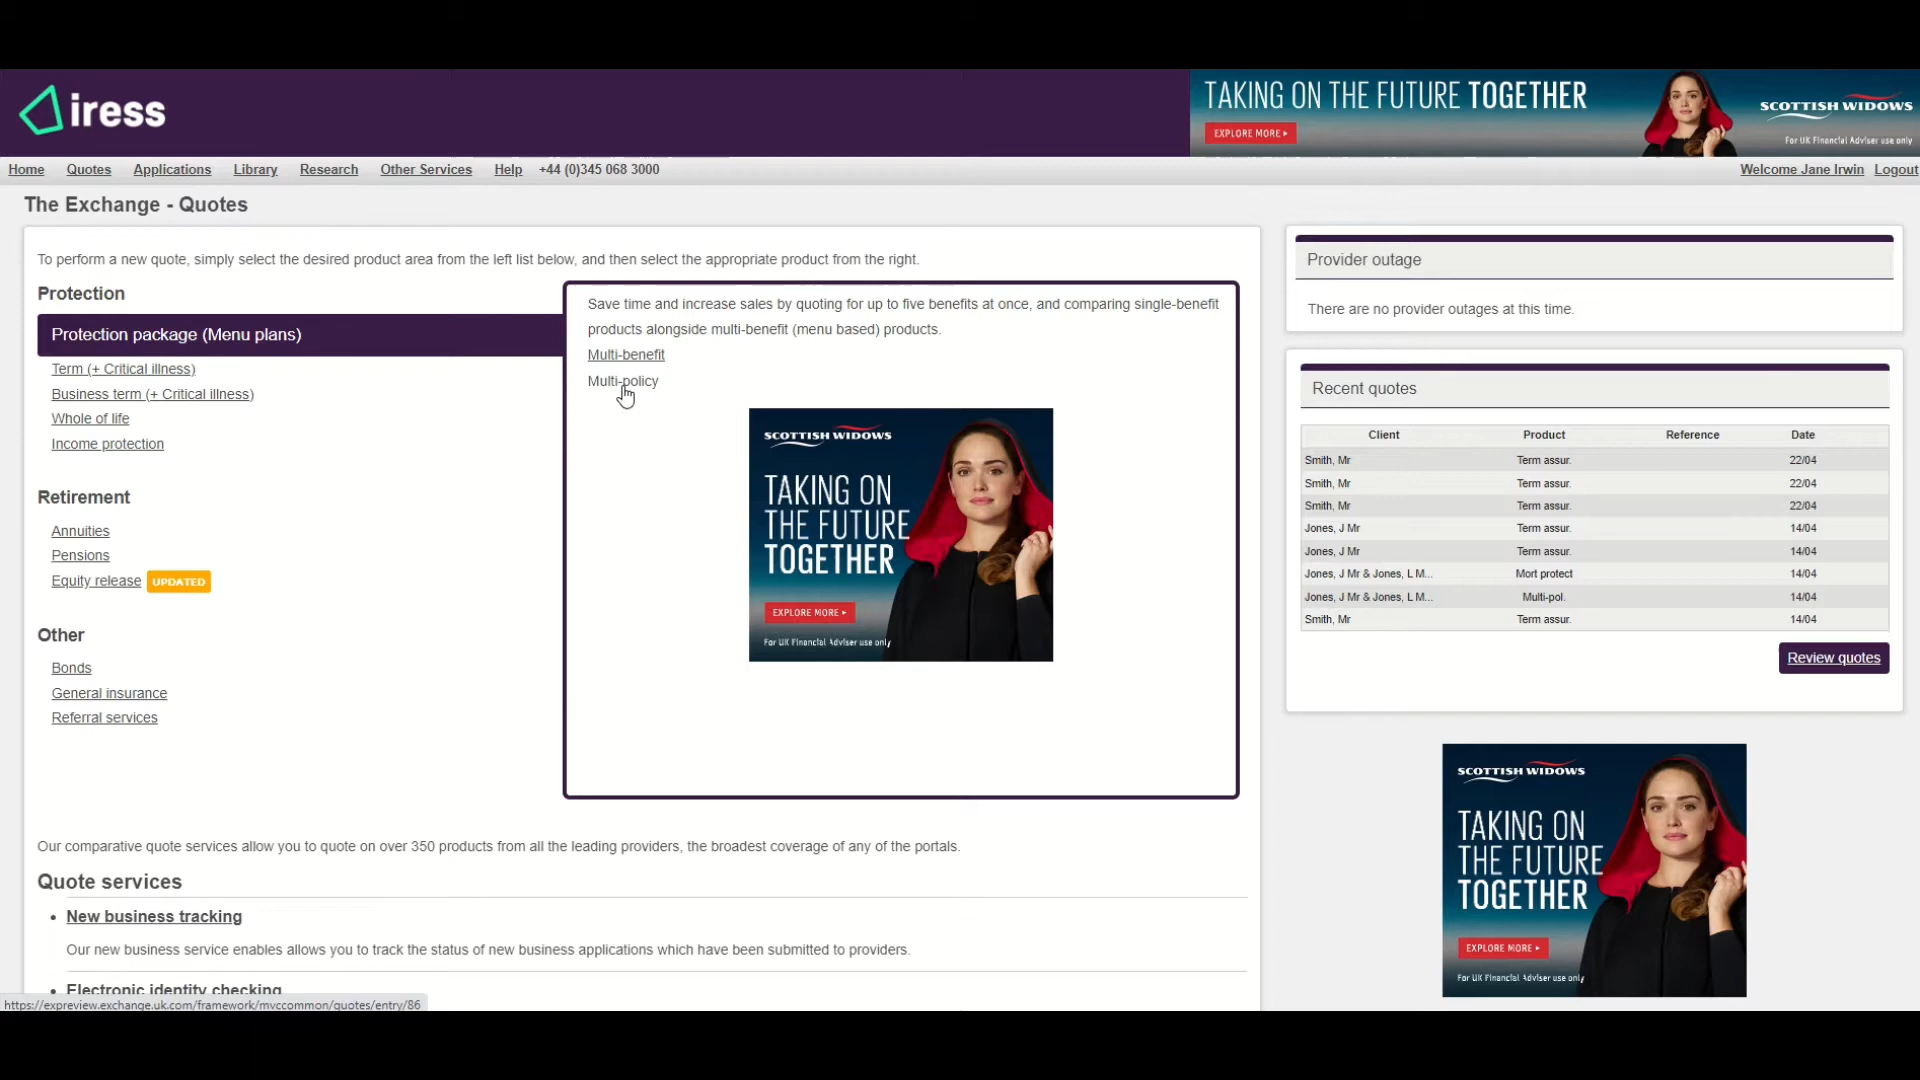 iress
TAKING ON THE FUTURE TOGETHER
EXPLORE MORE ▸
SCOTTISH WIDOWS
For UK Financial Adviser use only
Home Quotes Applications Library Research Other Services Help +44 (0)345 068 3000
Welcome Jane Irwin Logout
The Exchange - Quotes
To perform a new quote, simply select the desired product area from the left list below, and then select the appropriate product from the right.
Protection
Protection package (Menu plans)
Term (+ Critical illness)
Business term (+ Critical illness)
Whole of life
Income protection
Retirement
Annuities
Pensions
Equity release UPDATED
Other
Bonds
General insurance
Referral services
Save time and increase sales by quoting for up to five benefits at once, and comparing single-benefit
products alongside multi-benefit (menu based) products.
Multi-benefit
Multi-policy
SCOTTISH WIDOWS
TAKING ON
THE FUTURE
TOGETHER
EXPLORE MORE ▸
For UK Financial Adviser use only
Our comparative quote services allow you to quote on over 350 products from all the leading providers, the broadest coverage of any of the portals.
Quote services
• New business tracking
Our new business service enables allows you to track the status of new business applications which have been submitted to providers.
• Electronic identity checking
https://expreview.exchange.uk.com/framework/mvccommon/quotes/entry/86
Provider outage
There are no provider outages at this time.
Recent quotes
Client Product Reference Date
Smith, Mr Term assur. 22/04
Smith, Mr Term assur. 22/04
Smith, Mr Term assur. 22/04
Jones, J Mr Term assur. 14/04
Jones, J Mr Term assur. 14/04
Jones, J Mr & Jones, L M... Mort protect 14/04
Jones, J Mr & Jones, L M... Multi-pol. 14/04
Smith, Mr Term assur. 14/04
Review quotes
SCOTTISH WIDOWS
TAKING ON
THE FUTURE
TOGETHER
EXPLORE MORE ▸
For UK Financial Adviser use only